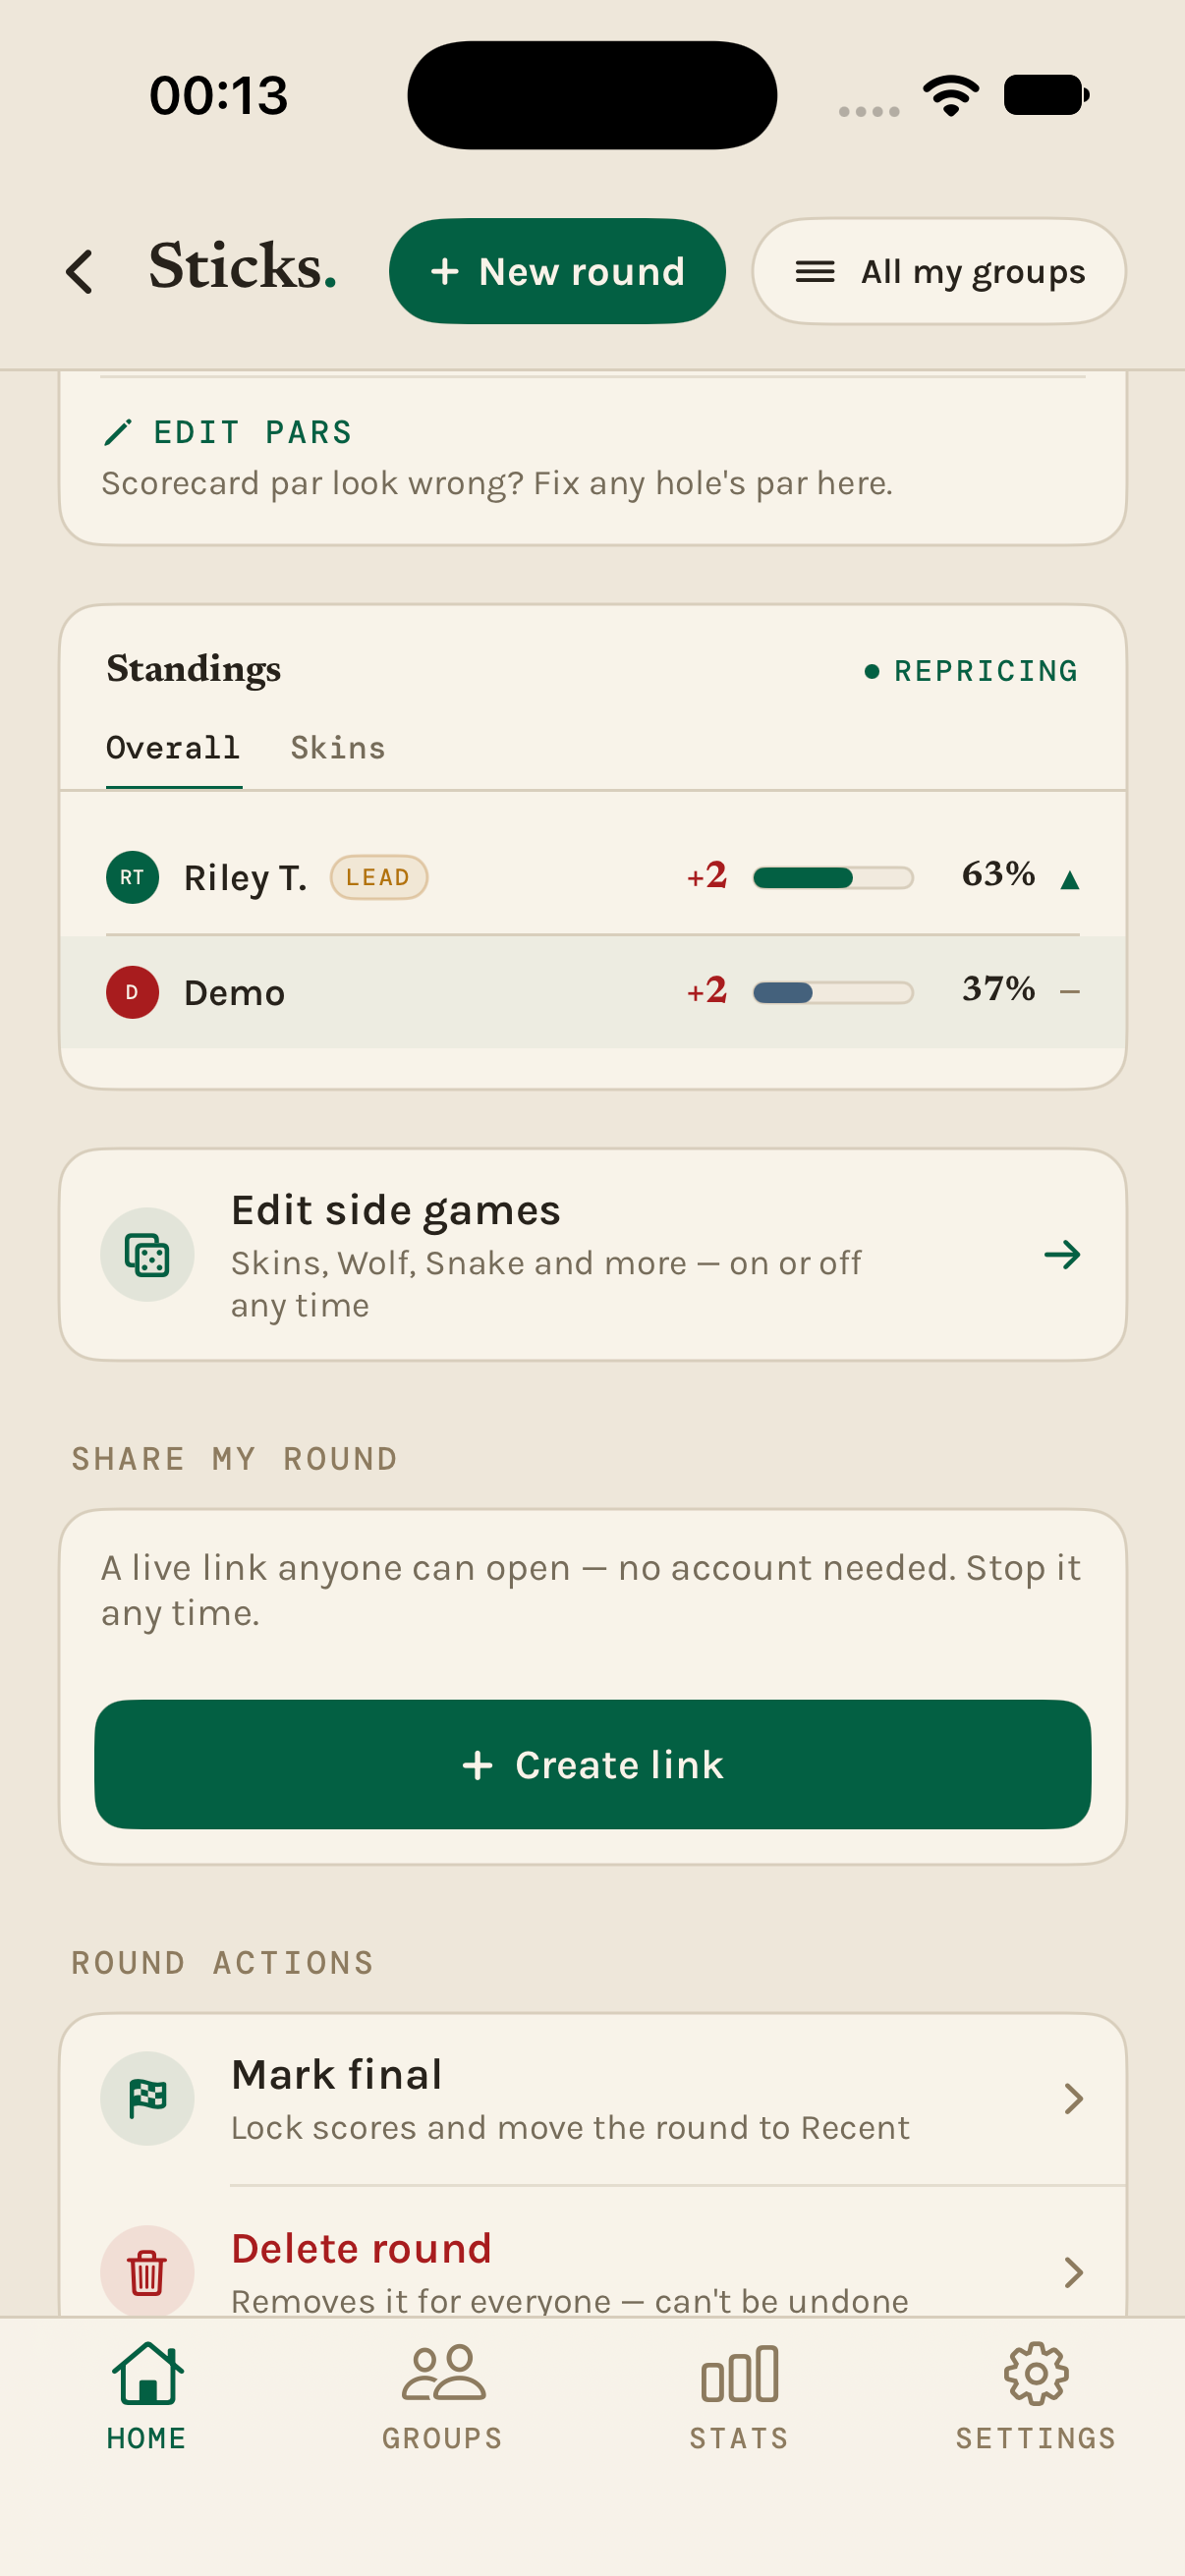 00:13
Sticks.
+ New round
All my groups
EDIT PARS
Scorecard par look wrong? Fix any hole's par here.
Standings
REPRICING
Overall Skins
RT Riley T. LEAD +2 63% ▲
D Demo +2 37% –
Edit side games
Skins, Wolf, Snake and more — on or off
any time
SHARE MY ROUND
A live link anyone can open — no account needed. Stop it
any time.
+ Create link
ROUND ACTIONS
Mark final
Lock scores and move the round to Recent
Delete round
Removes it for everyone — can't be undone
HOME GROUPS STATS SETTINGS